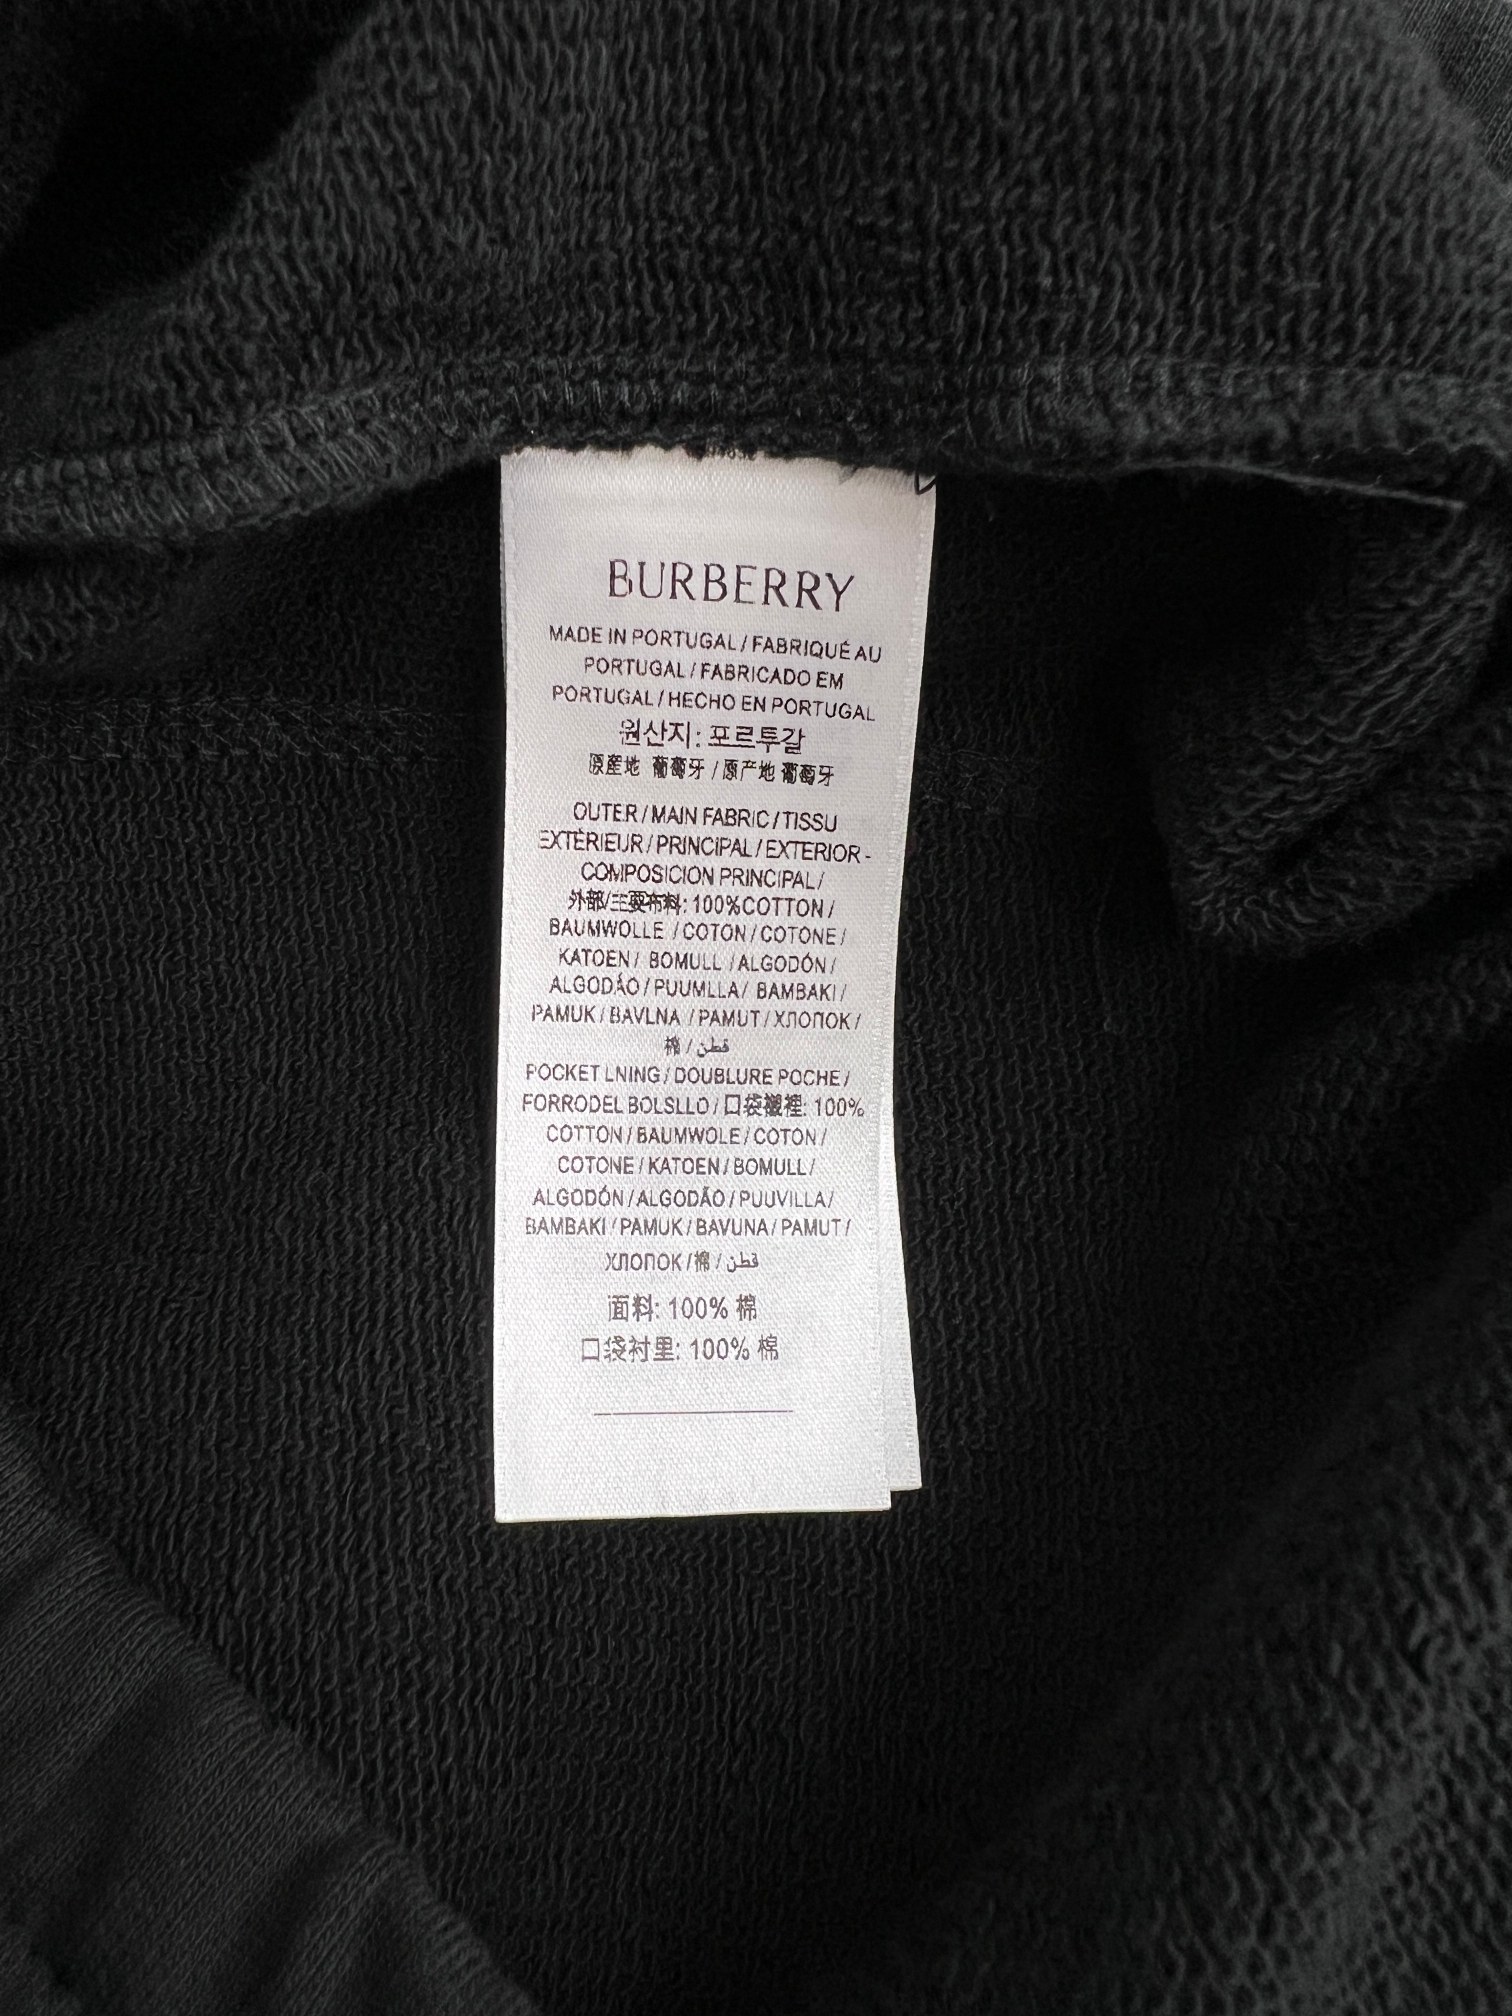 BURBERRY
MADE IN PORTUGAL / FABRIQUÉ AU
PORTUGAL / FABRICADO EM
PORTUGAL / HECHO EN PORTUGAL
원산지: 포르투갈
原産地 葡萄牙 / 原产地 葡萄牙
OUTER / MAIN FABRIC / TISSU
EXTÉRIEUR / PRINCIPAL / EXTERIOR -
COMPOSICION PRINCIPAL /
外部/主要布料: 100%COTTON /
BAUMWOLLE / COTON / COTONE /
KATOEN / BOMULL / ALGODÓN /
ALGODÃO / PUUMLLA / BAMBAKI /
PAMUK / BAVLNA / PAMUT / ХЛОПОК /
棉 / قطن
POCKET LNING / DOUBLURE POCHE /
FORRODEL BOLSLLO / 口袋襯裡: 100%
COTTON / BAUMWOLE / COTON /
COTONE / KATOEN / BOMULL /
ALGODÓN / ALGODÃO / PUUVILLA /
BAMBAKI / PAMUK / BAVUNA / PAMUT /
ХЛОПОК / 棉 / قطن
面料: 100% 棉
口袋衬里: 100% 棉